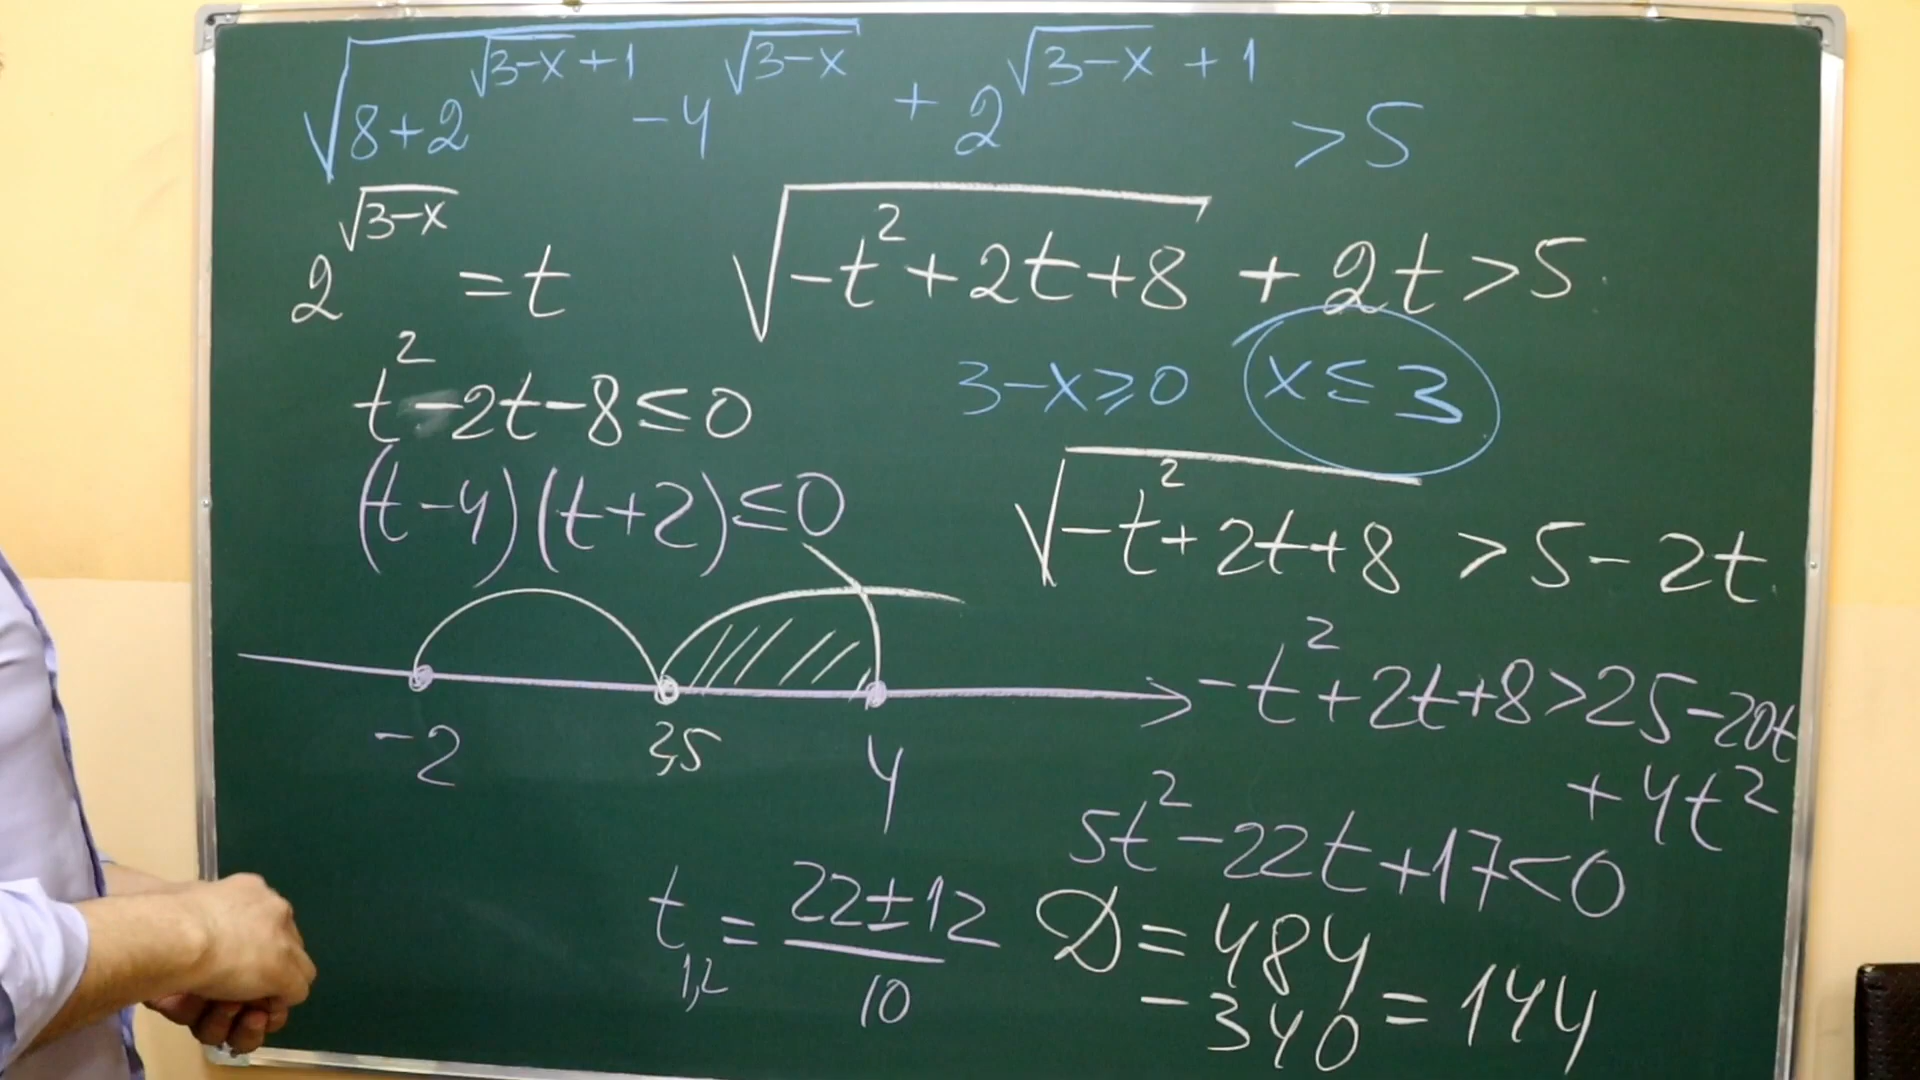 √(8+2^(√(3-x)+1) -4^(√(3-x))) + 2^(√(3-x)+1) >5
2^(√(3-x)) =t √(-t²+2t+8) + 2t>5
t²-2t-8≤0 3-x≥0 x≤3
(t-4)(t+2)≤0 √(-t²+2t+8) >5-2t
-t²+2t+8>25-20t
-2 3,5 4 +4t²
5t²-22t+17<0
t₁,₂ = (22±12)/10 D=484
-340=144